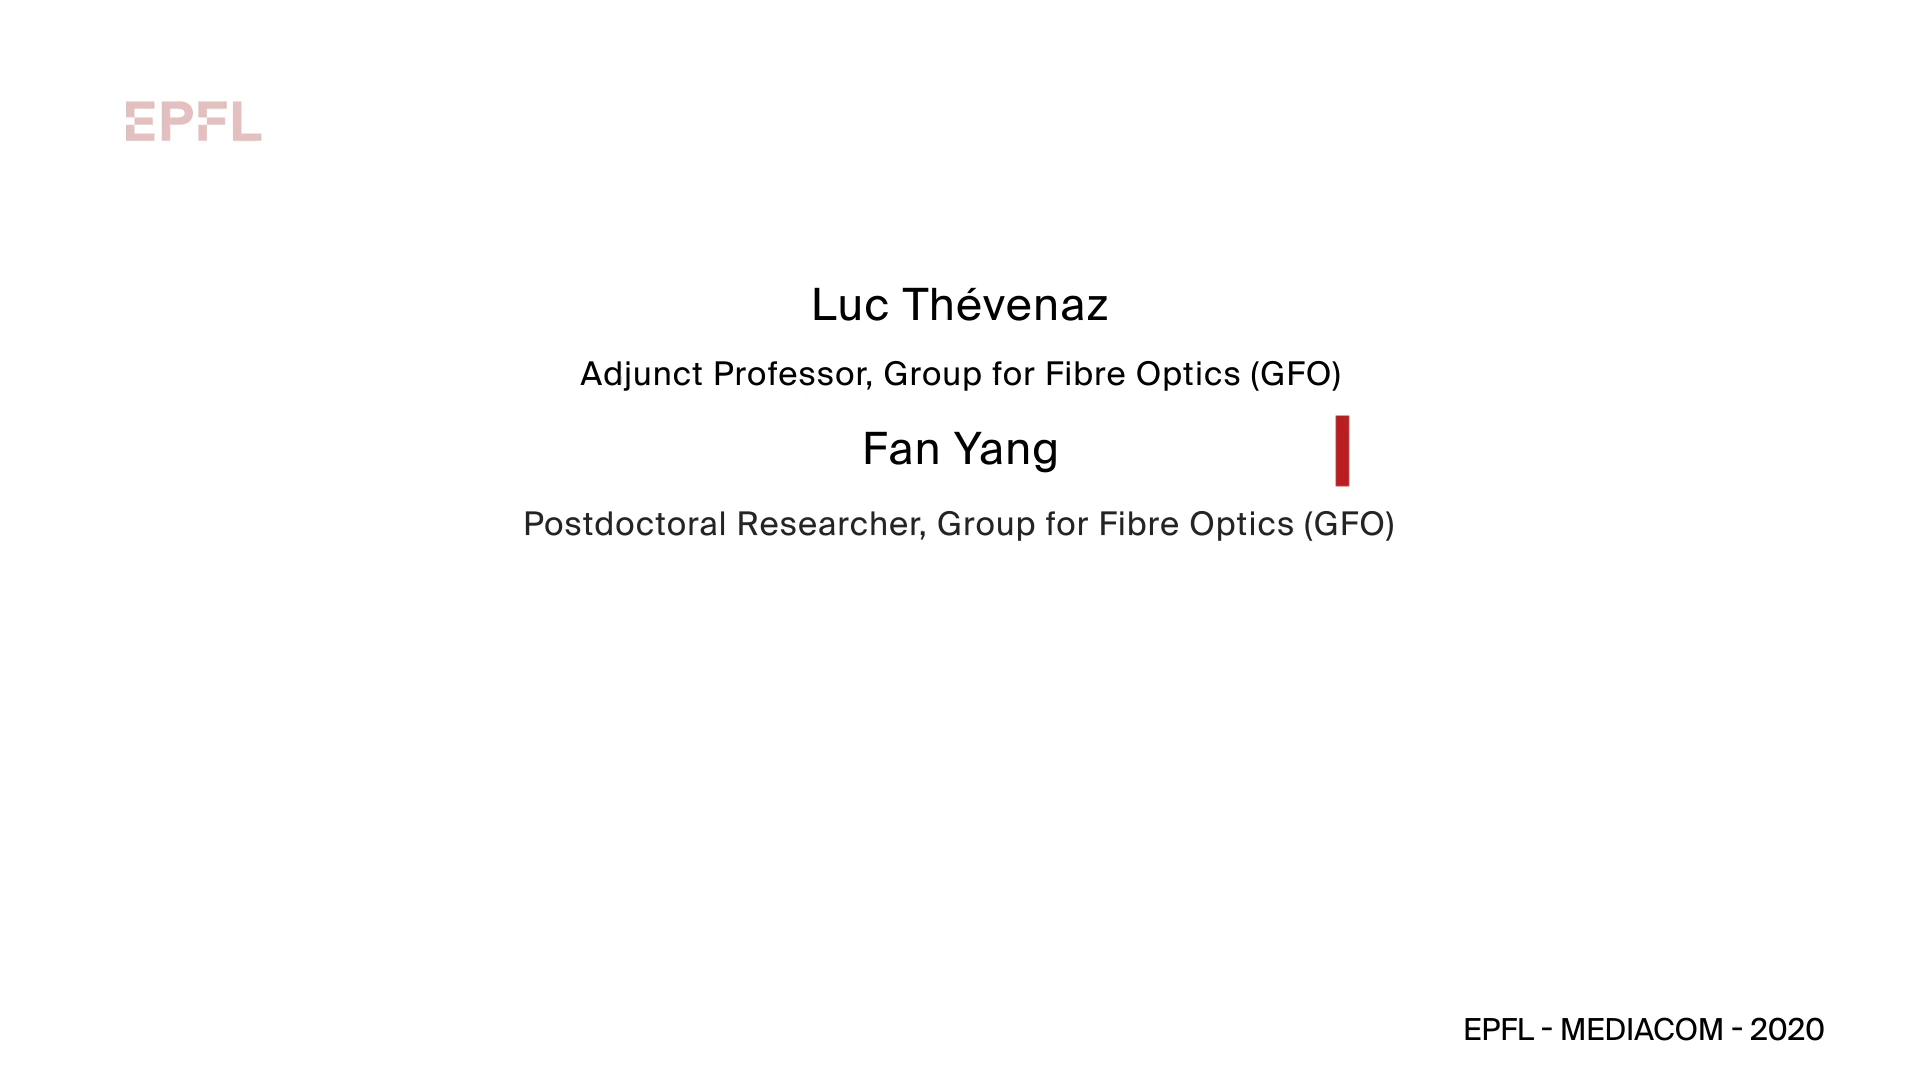 EPFL
Luc Thévenaz
Adjunct Professor, Group for Fibre Optics (GFO)
Fan Yang
Postdoctoral Researcher, Group for Fibre Optics (GFO)
EPFL - MEDIACOM - 2020